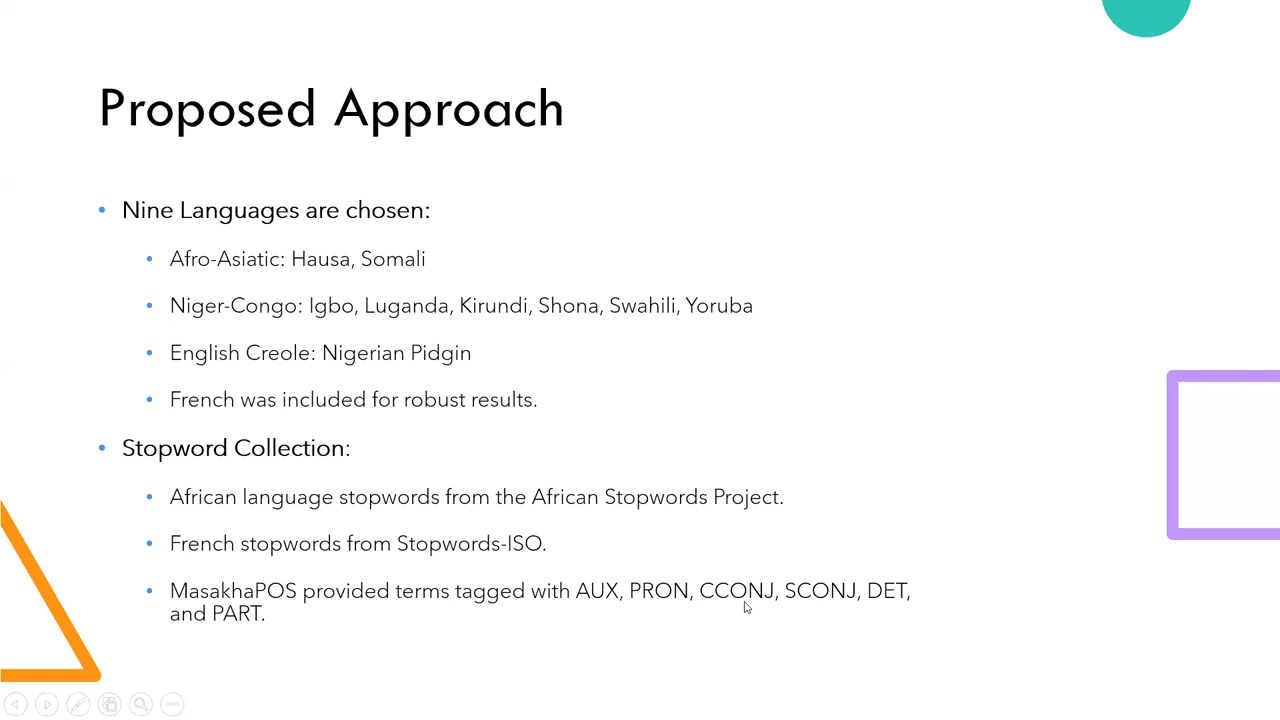 Proposed Approach
• Nine Languages are chosen:
• Afro-Asiatic: Hausa, Somali
• Niger-Congo: Igbo, Luganda, Kirundi, Shona, Swahili, Yoruba
• English Creole: Nigerian Pidgin
• French was included for robust results.
• Stopword Collection:
• African language stopwords from the African Stopwords Project.
• French stopwords from Stopwords-ISO.
• MasakhaPOS provided terms tagged with AUX, PRON, CCONJ, SCONJ, DET,
and PART.